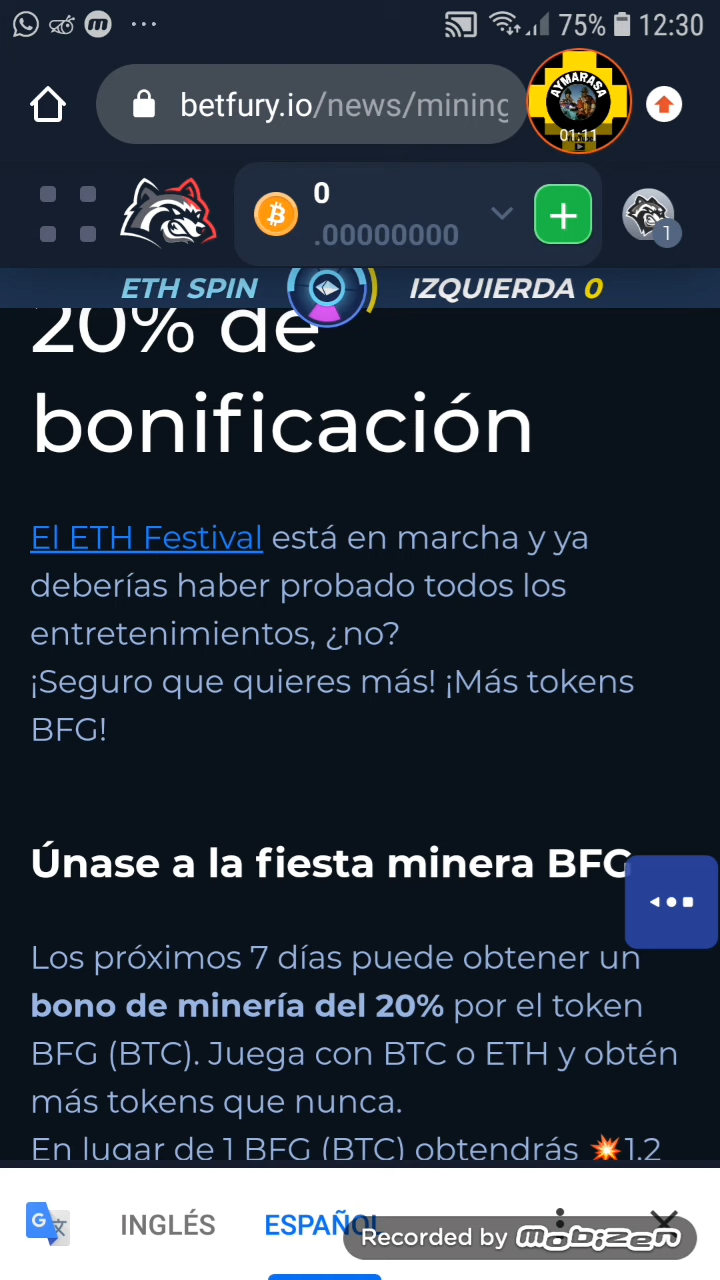 75% 12:30
betfury.io/news/mining
AYMARASA
01:11
0
.00000000
1
ETH SPIN IZQUIERDA 0
20% de
bonificación
El ETH Festival está en marcha y ya
deberías haber probado todos los
entretenimientos, ¿no?
¡Seguro que quieres más! ¡Más tokens
BFG!
Únase a la fiesta minera BFG
Los próximos 7 días puede obtener un
bono de minería del 20% por el token
BFG (BTC). Juega con BTC o ETH y obtén
más tokens que nunca.
En lugar de 1 BFG (BTC) obtendrás 💥1.2
INGLÉS ESPAÑOL
Recorded by mobizen